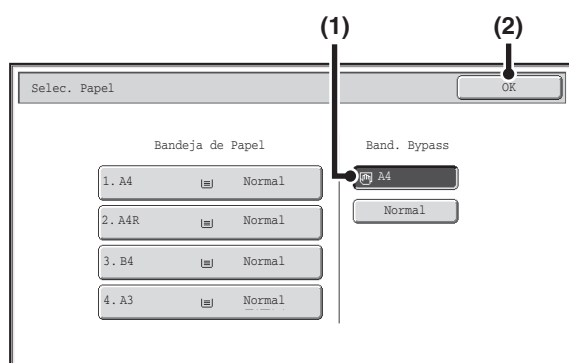 (1) (2)
Selec. Papel OK
Bandeja de Papel Band. Bypass
1. A4 Normal A4
2. A4R Normal Normal
3. B4 Normal
4. A3 Normal